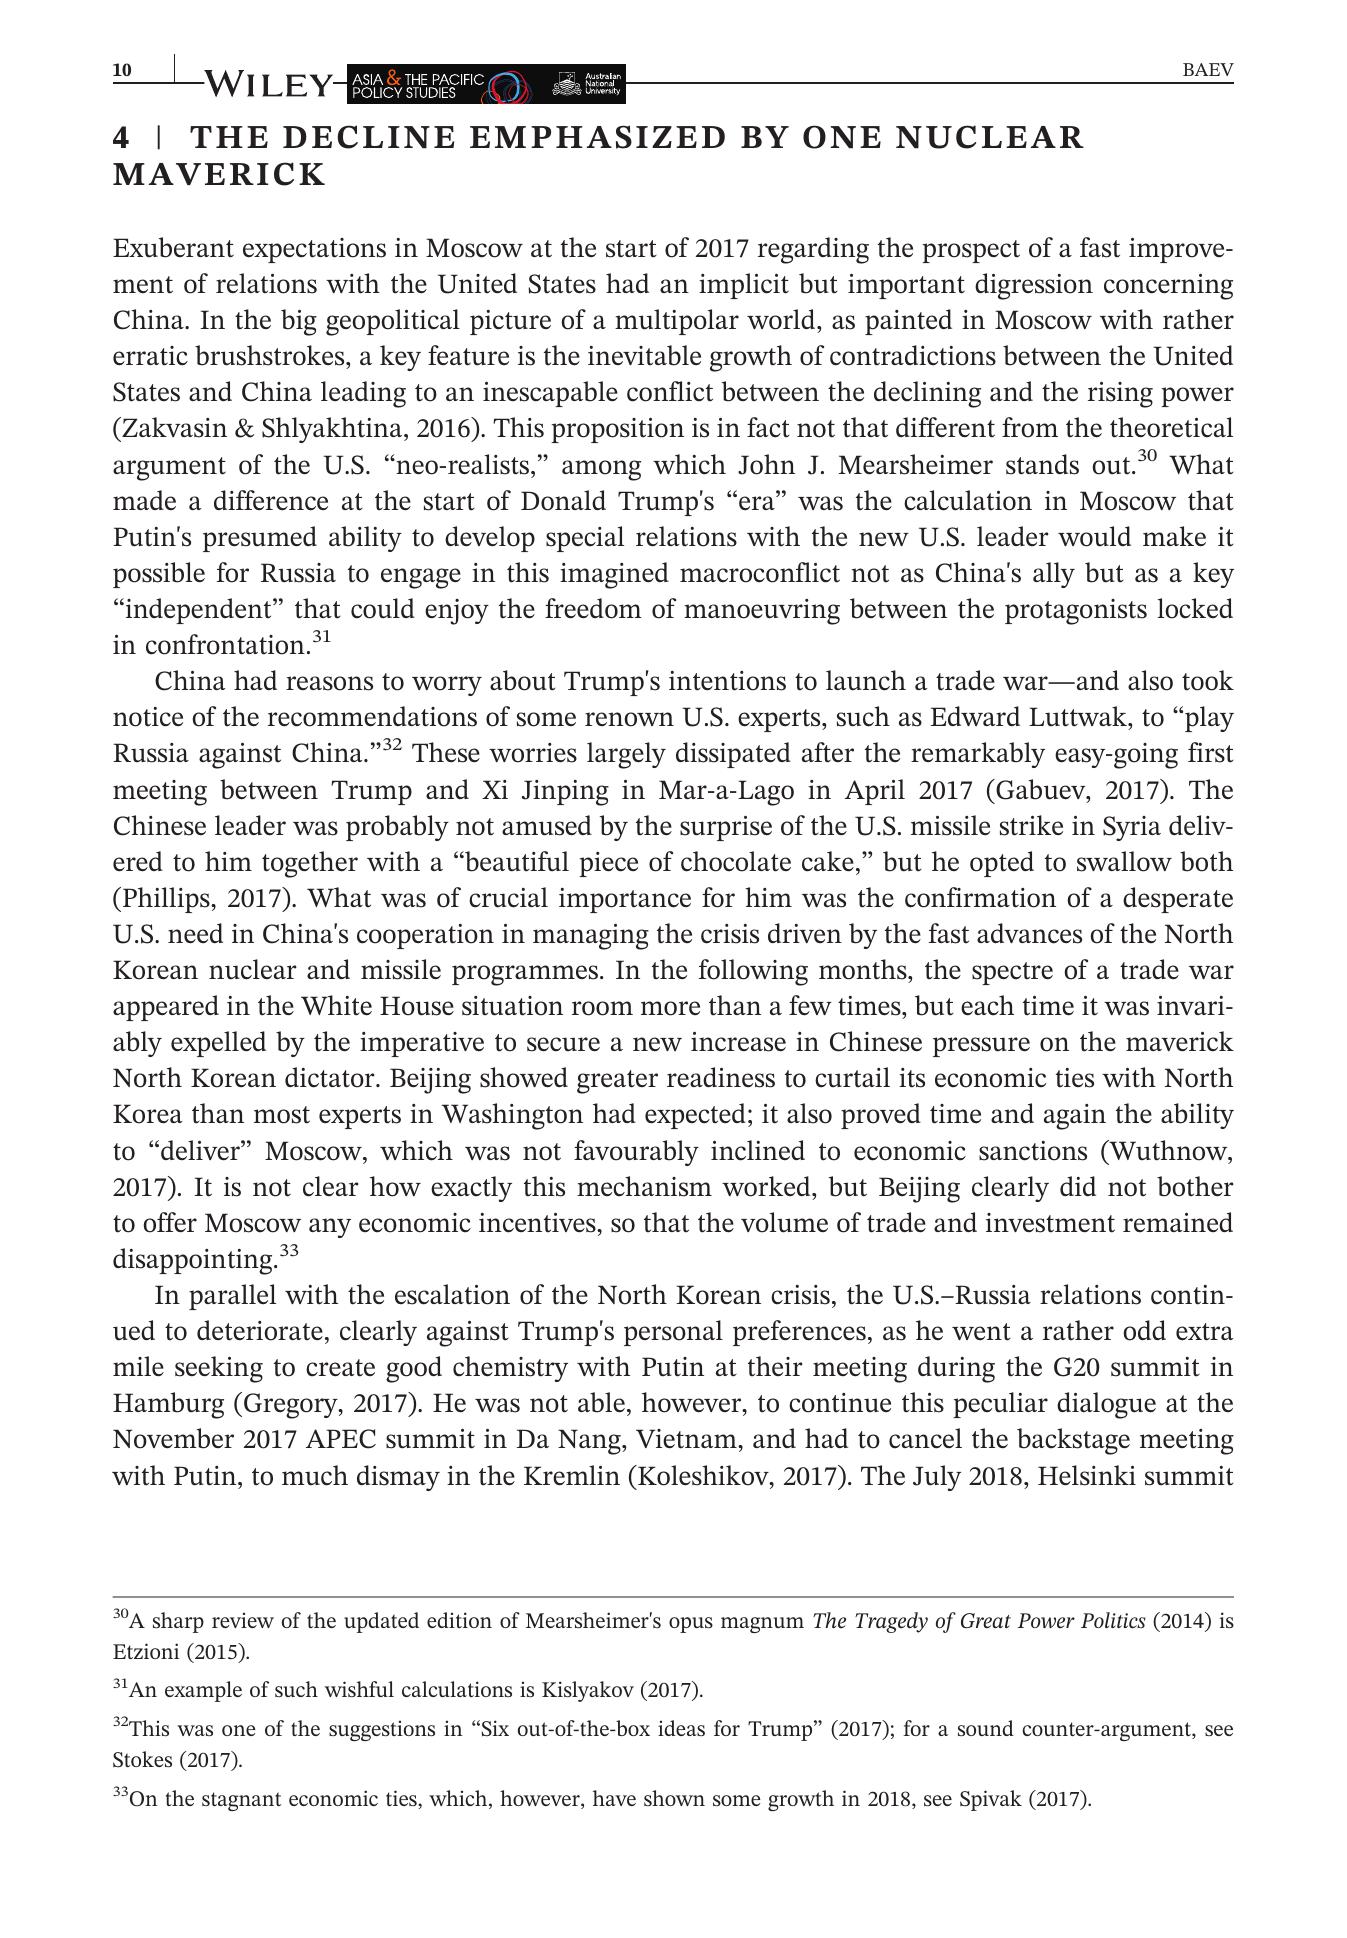 10
WILEY
ASIA & THE PACIFIC
POLICY STUDIES
Australian
National
University
BAEV
4 | THE DECLINE EMPHASIZED BY ONE NUCLEAR
MAVERICK
Exuberant expectations in Moscow at the start of 2017 regarding the prospect of a fast improve-
ment of relations with the United States had an implicit but important digression concerning
China. In the big geopolitical picture of a multipolar world, as painted in Moscow with rather
erratic brushstrokes, a key feature is the inevitable growth of contradictions between the United
States and China leading to an inescapable conflict between the declining and the rising power
(Zakvasin & Shlyakhtina, 2016). This proposition is in fact not that different from the theoretical
argument of the U.S. “neo-realists,” among which John J. Mearsheimer stands out.30 What
made a difference at the start of Donald Trump's “era” was the calculation in Moscow that
Putin's presumed ability to develop special relations with the new U.S. leader would make it
possible for Russia to engage in this imagined macroconflict not as China's ally but as a key
“independent” that could enjoy the freedom of manoeuvring between the protagonists locked
in confrontation.31
China had reasons to worry about Trump's intentions to launch a trade war—and also took
notice of the recommendations of some renown U.S. experts, such as Edward Luttwak, to “play
Russia against China.”32 These worries largely dissipated after the remarkably easy-going first
meeting between Trump and Xi Jinping in Mar-a-Lago in April 2017 (Gabuev, 2017). The
Chinese leader was probably not amused by the surprise of the U.S. missile strike in Syria deliv-
ered to him together with a “beautiful piece of chocolate cake,” but he opted to swallow both
(Phillips, 2017). What was of crucial importance for him was the confirmation of a desperate
U.S. need in China's cooperation in managing the crisis driven by the fast advances of the North
Korean nuclear and missile programmes. In the following months, the spectre of a trade war
appeared in the White House situation room more than a few times, but each time it was invari-
ably expelled by the imperative to secure a new increase in Chinese pressure on the maverick
North Korean dictator. Beijing showed greater readiness to curtail its economic ties with North
Korea than most experts in Washington had expected; it also proved time and again the ability
to “deliver” Moscow, which was not favourably inclined to economic sanctions (Wuthnow,
2017). It is not clear how exactly this mechanism worked, but Beijing clearly did not bother
to offer Moscow any economic incentives, so that the volume of trade and investment remained
disappointing.33
In parallel with the escalation of the North Korean crisis, the U.S.–Russia relations contin-
ued to deteriorate, clearly against Trump's personal preferences, as he went a rather odd extra
mile seeking to create good chemistry with Putin at their meeting during the G20 summit in
Hamburg (Gregory, 2017). He was not able, however, to continue this peculiar dialogue at the
November 2017 APEC summit in Da Nang, Vietnam, and had to cancel the backstage meeting
with Putin, to much dismay in the Kremlin (Koleshikov, 2017). The July 2018, Helsinki summit
30A sharp review of the updated edition of Mearsheimer's opus magnum The Tragedy of Great Power Politics (2014) is
Etzioni (2015).
31An example of such wishful calculations is Kislyakov (2017).
32This was one of the suggestions in “Six out-of-the-box ideas for Trump” (2017); for a sound counter-argument, see
Stokes (2017).
33On the stagnant economic ties, which, however, have shown some growth in 2018, see Spivak (2017).